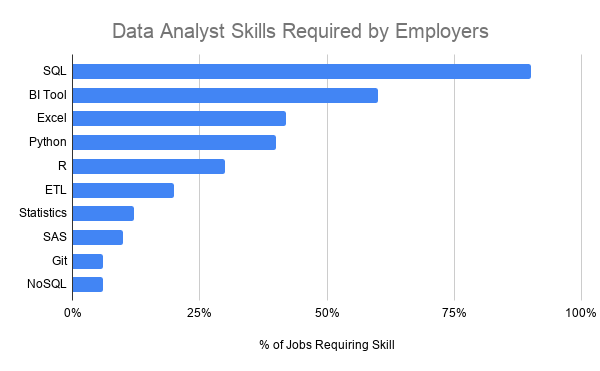 Data Analyst Skills Required by Employers
SQL
BI Tool
Excel
Python
R
ETL
Statistics
SAS
Git
NoSQL
0% 25% 50% 75% 100%
% of Jobs Requiring Skill